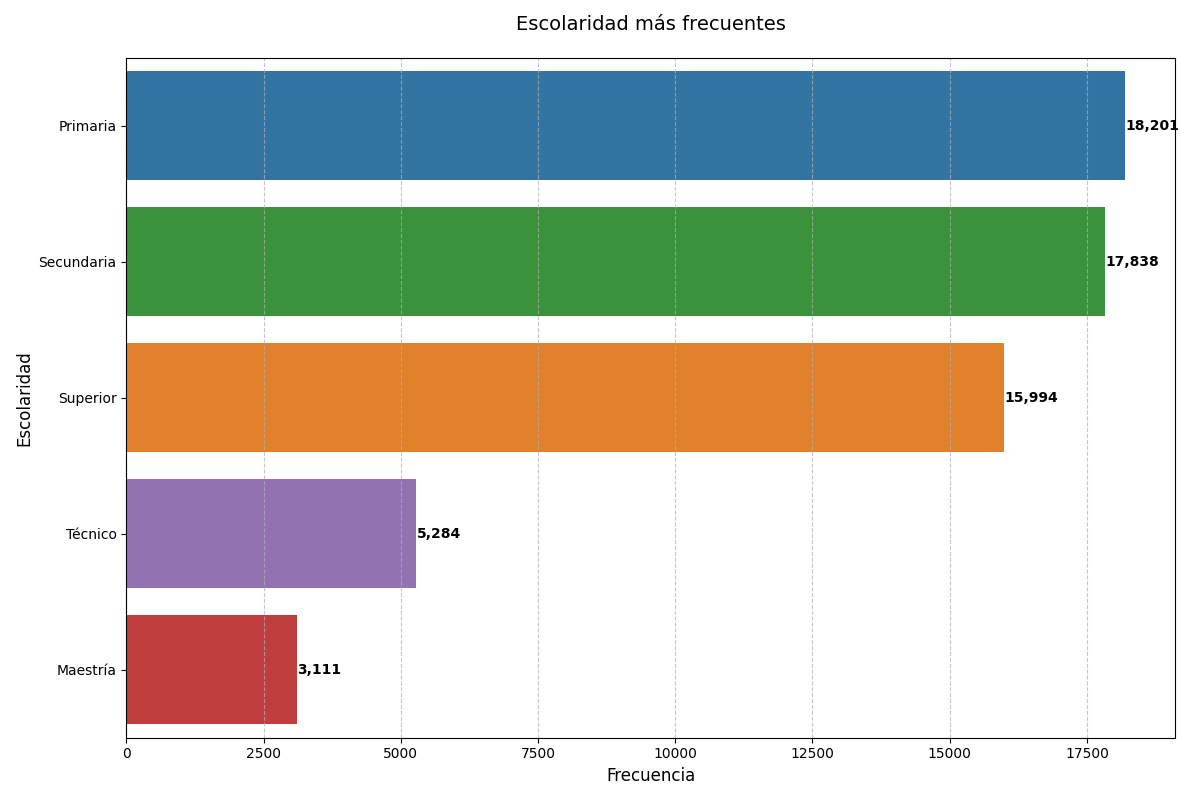 Escolaridad más frecuentes
Escolaridad
Primaria
18,201
Secundaria
17,838
Superior
15,994
Técnico
5,284
Maestría
3,111
0 2500 5000 7500 10000 12500 15000 17500
Frecuencia